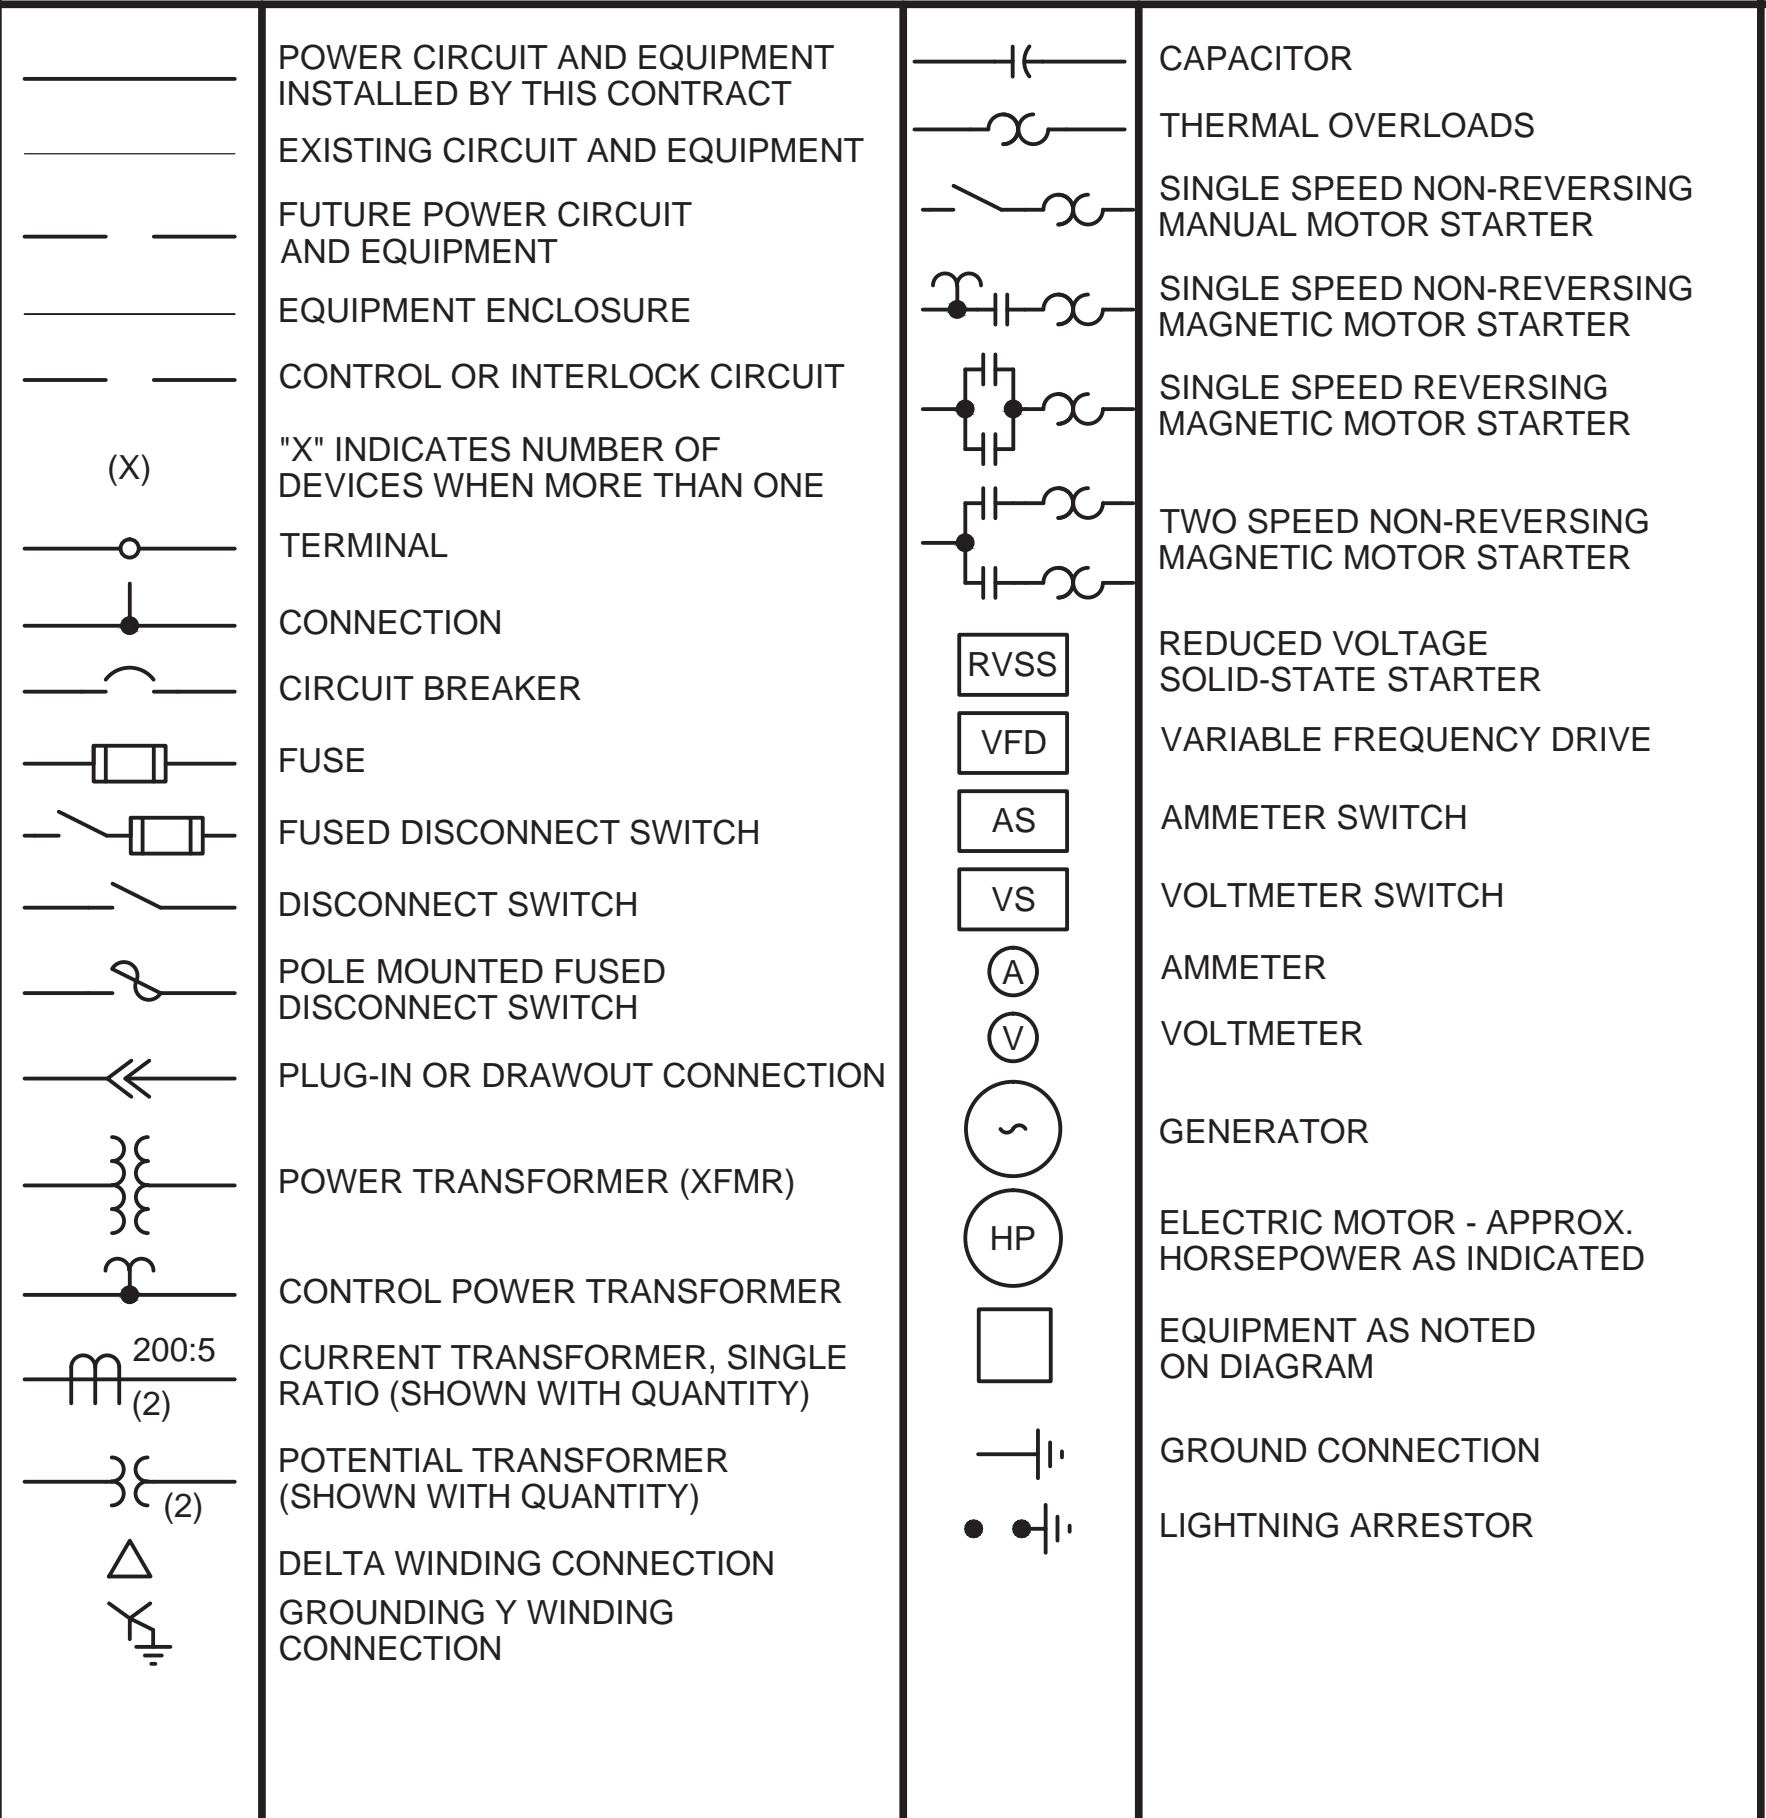 POWER CIRCUIT AND EQUIPMENT
INSTALLED BY THIS CONTRACT
EXISTING CIRCUIT AND EQUIPMENT
FUTURE POWER CIRCUIT
AND EQUIPMENT
EQUIPMENT ENCLOSURE
CONTROL OR INTERLOCK CIRCUIT
(X)
"X" INDICATES NUMBER OF
DEVICES WHEN MORE THAN ONE
TERMINAL
CONNECTION
CIRCUIT BREAKER
FUSE
FUSED DISCONNECT SWITCH
DISCONNECT SWITCH
POLE MOUNTED FUSED
DISCONNECT SWITCH
PLUG-IN OR DRAWOUT CONNECTION
POWER TRANSFORMER (XFMR)
CONTROL POWER TRANSFORMER
200:5
(2)
CURRENT TRANSFORMER, SINGLE
RATIO (SHOWN WITH QUANTITY)
(2)
POTENTIAL TRANSFORMER
(SHOWN WITH QUANTITY)
DELTA WINDING CONNECTION
GROUNDING Y WINDING
CONNECTION
CAPACITOR
THERMAL OVERLOADS
SINGLE SPEED NON-REVERSING
MANUAL MOTOR STARTER
SINGLE SPEED NON-REVERSING
MAGNETIC MOTOR STARTER
SINGLE SPEED REVERSING
MAGNETIC MOTOR STARTER
TWO SPEED NON-REVERSING
MAGNETIC MOTOR STARTER
RVSS
REDUCED VOLTAGE
SOLID-STATE STARTER
VFD
VARIABLE FREQUENCY DRIVE
AS
AMMETER SWITCH
VS
VOLTMETER SWITCH
A
AMMETER
V
VOLTMETER
GENERATOR
HP
ELECTRIC MOTOR - APPROX.
HORSEPOWER AS INDICATED
EQUIPMENT AS NOTED
ON DIAGRAM
GROUND CONNECTION
LIGHTNING ARRESTOR